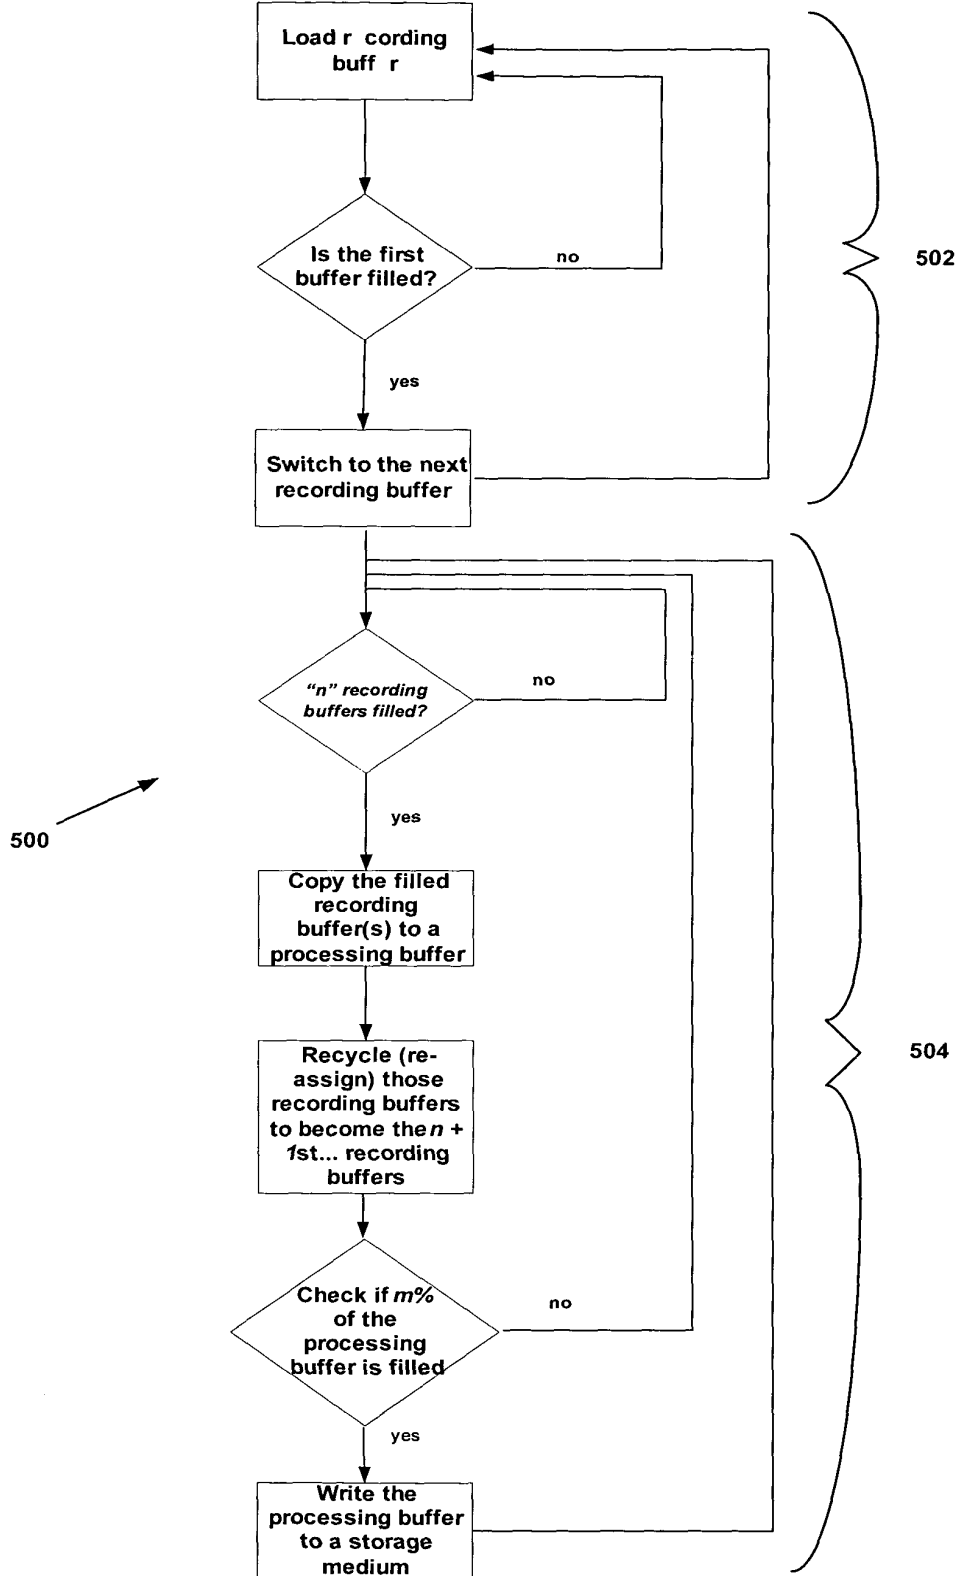 Load r cording
buff r
Is the first
buffer filled?
no
502
yes
Switch to the next
recording buffer
"n" recording
buffers filled?
no
500
yes
Copy the filled
recording
buffer(s) to a
processing buffer
Recycle (re-
assign) those
recording buffers
to become the n +
1st... recording
buffers
504
Check if m%
of the
processing
buffer is filled
no
yes
Write the
processing buffer
to a storage
medium